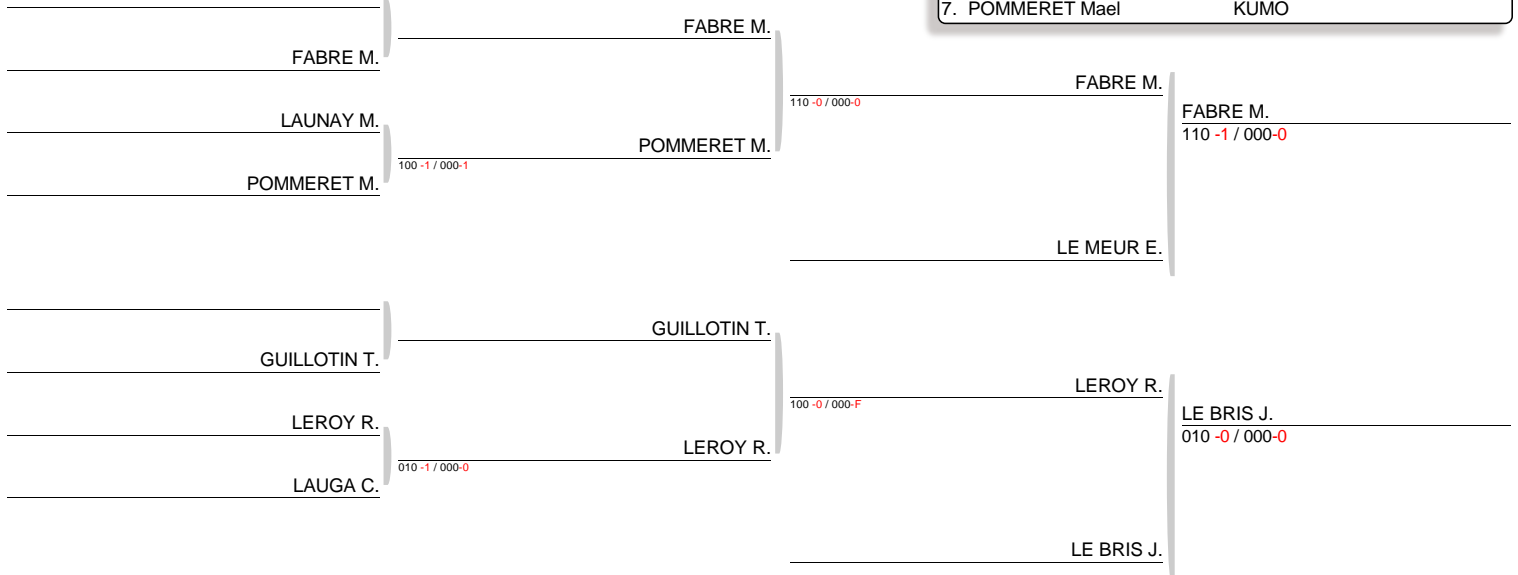 7. POMMERET Mael KUMO
FABRE M.
FABRE M.
FABRE M.
110 -0 / 000-0
FABRE M.
110 -1 / 000-0
LAUNAY M.
POMMERET M.
100 -1 / 000-1
POMMERET M.
LE MEUR E.
GUILLOTIN T.
GUILLOTIN T.
LEROY R.
100 -0 / 000-F
LE BRIS J.
010 -0 / 000-0
LEROY R.
LEROY R.
010 -1 / 000-0
LAUGA C.
LE BRIS J.